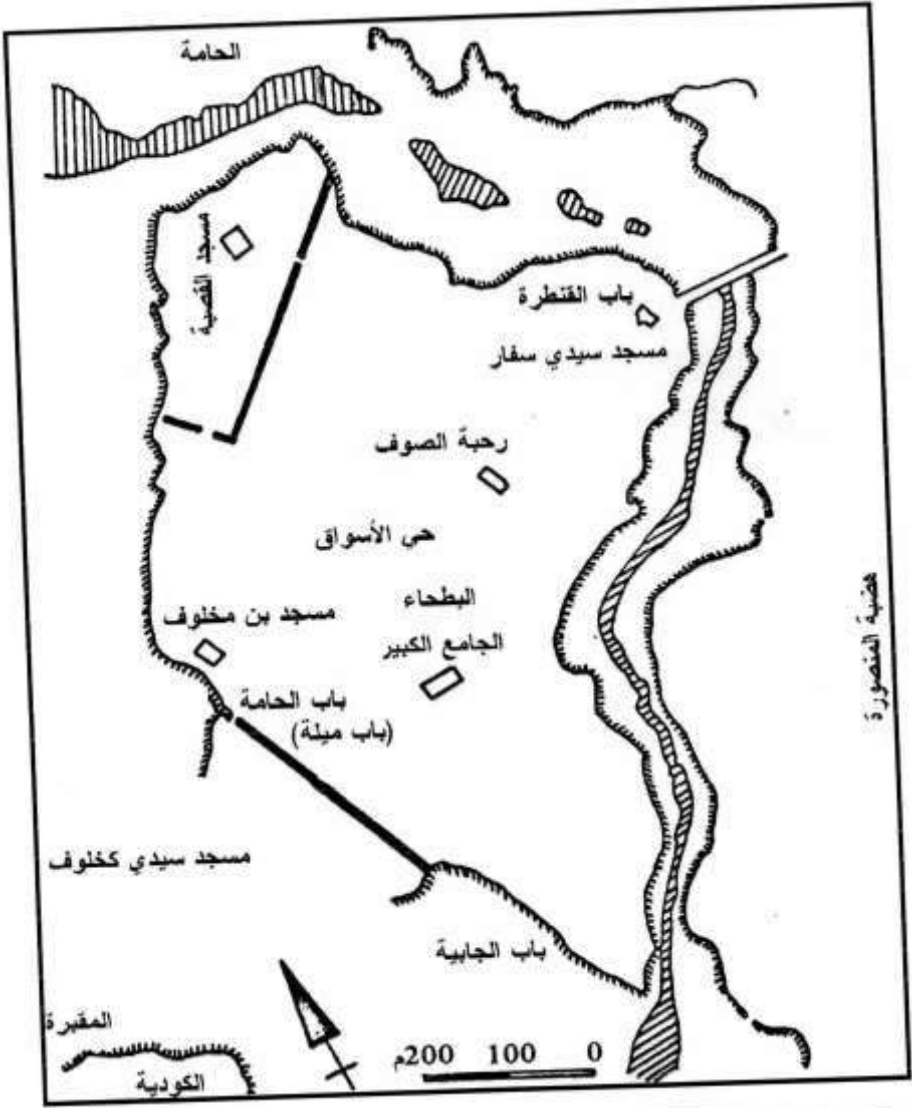 الحامة
مسجد القصبة
باب القنطرة
مسجد سيدي سفار
رحبة الصوف
حي الأسواق
البطحاء
الجامع الكبير
مسجد بن مخلوف
باب الحامة
(باب ميلة)
هضبة المنصورة
مسجد سيدي كخلوف
باب الجابية
المقبرة
الكودية
0 100 200م